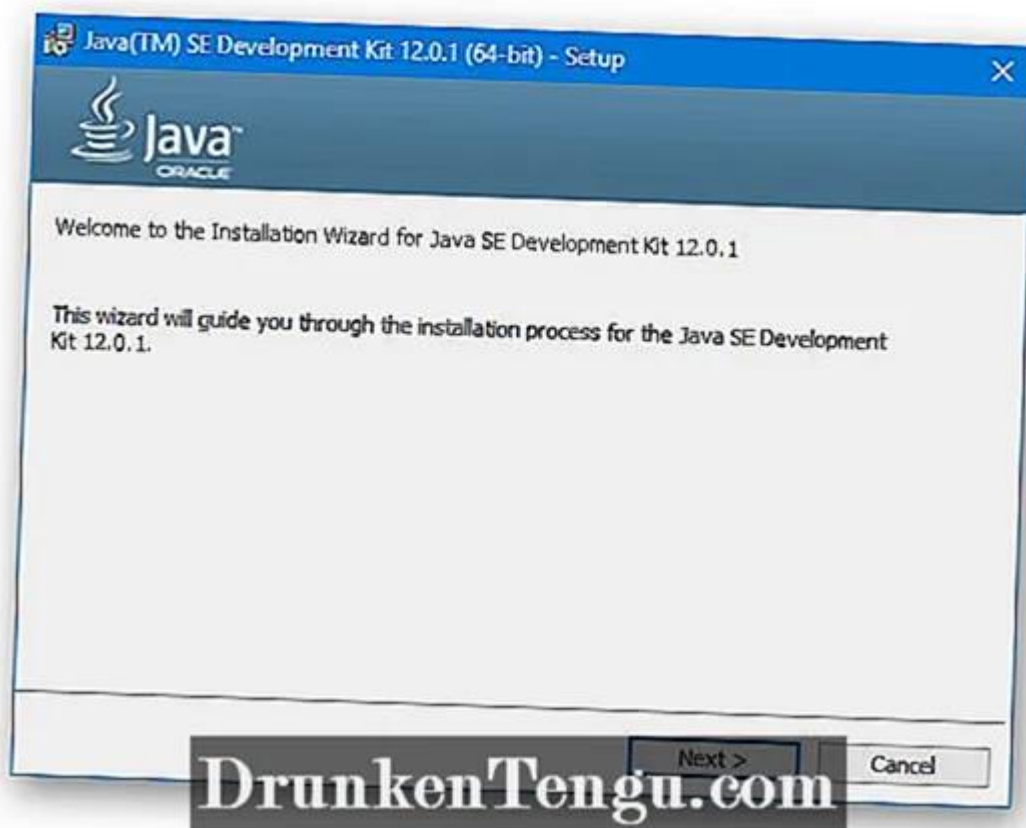 Java(TM) SE Development Kit 12.0.1 (64-bit) - Setup
Java™
ORACLE
Welcome to the Installation Wizard for Java SE Development Kit 12.0.1
This wizard will guide you through the installation process for the Java SE Development
Kit 12.0.1.
Next >
Cancel
DrunkenTengu.com